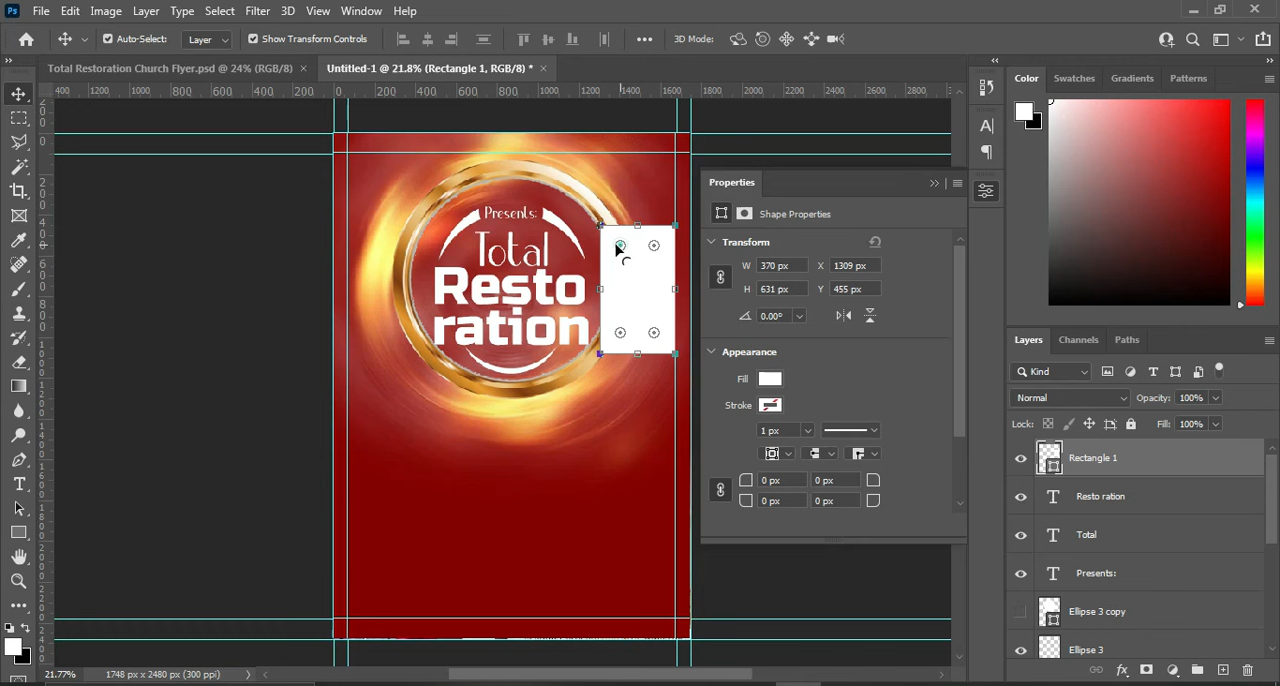 Ps File Edit Image Layer Type Select Filter 3D View Window Help
Auto-Select: Layer Show Transform Controls 3D Mode:
Total Restoration Church Flyer.psd @ 24% (RGB/8) × Untitled-1 @ 21.8% (Rectangle 1, RGB/8) * ×
400 1200 1000 800 600 400 200 0 200 400 600 800 1000 1200 1400 1600 1800 2000 2200 2400 2600 2800
Presents:
Total
Resto
ration
Properties
Shape Properties
Transform
W 370 px X 1309 px
H 631 px Y 455 px
0.00°
Appearance
Fill
Stroke
1 px
0 px 0 px
0 px 0 px
Color Swatches Gradients Patterns
Layers Channels Paths
Kind
Normal Opacity: 100%
Lock: Fill: 100%
Rectangle 1
Resto ration
Total
Presents:
Ellipse 3 copy
Ellipse 3
21.77% 1748 px x 2480 px (300 ppi)